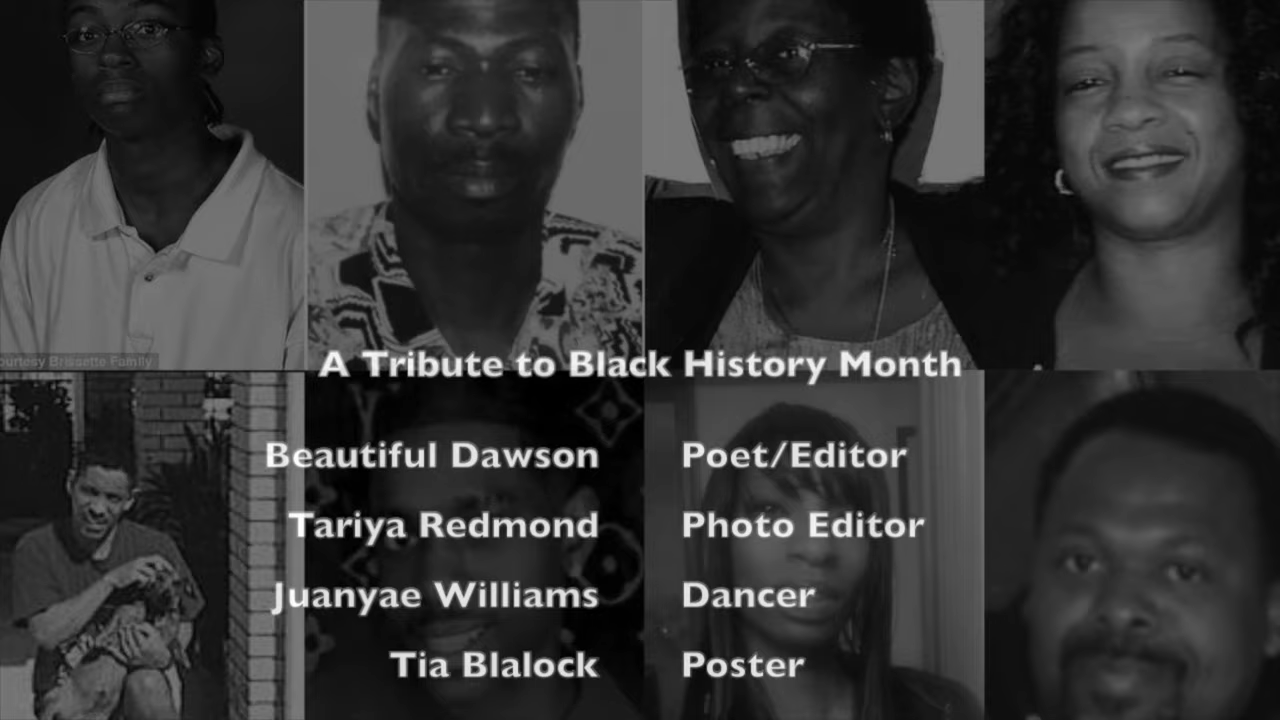 ourtesy Brissette Family
A Tribute to Black History Month
Beautiful Dawson Poet/Editor
Tariya Redmond Photo Editor
Juanyae Williams Dancer
Tia Blalock Poster